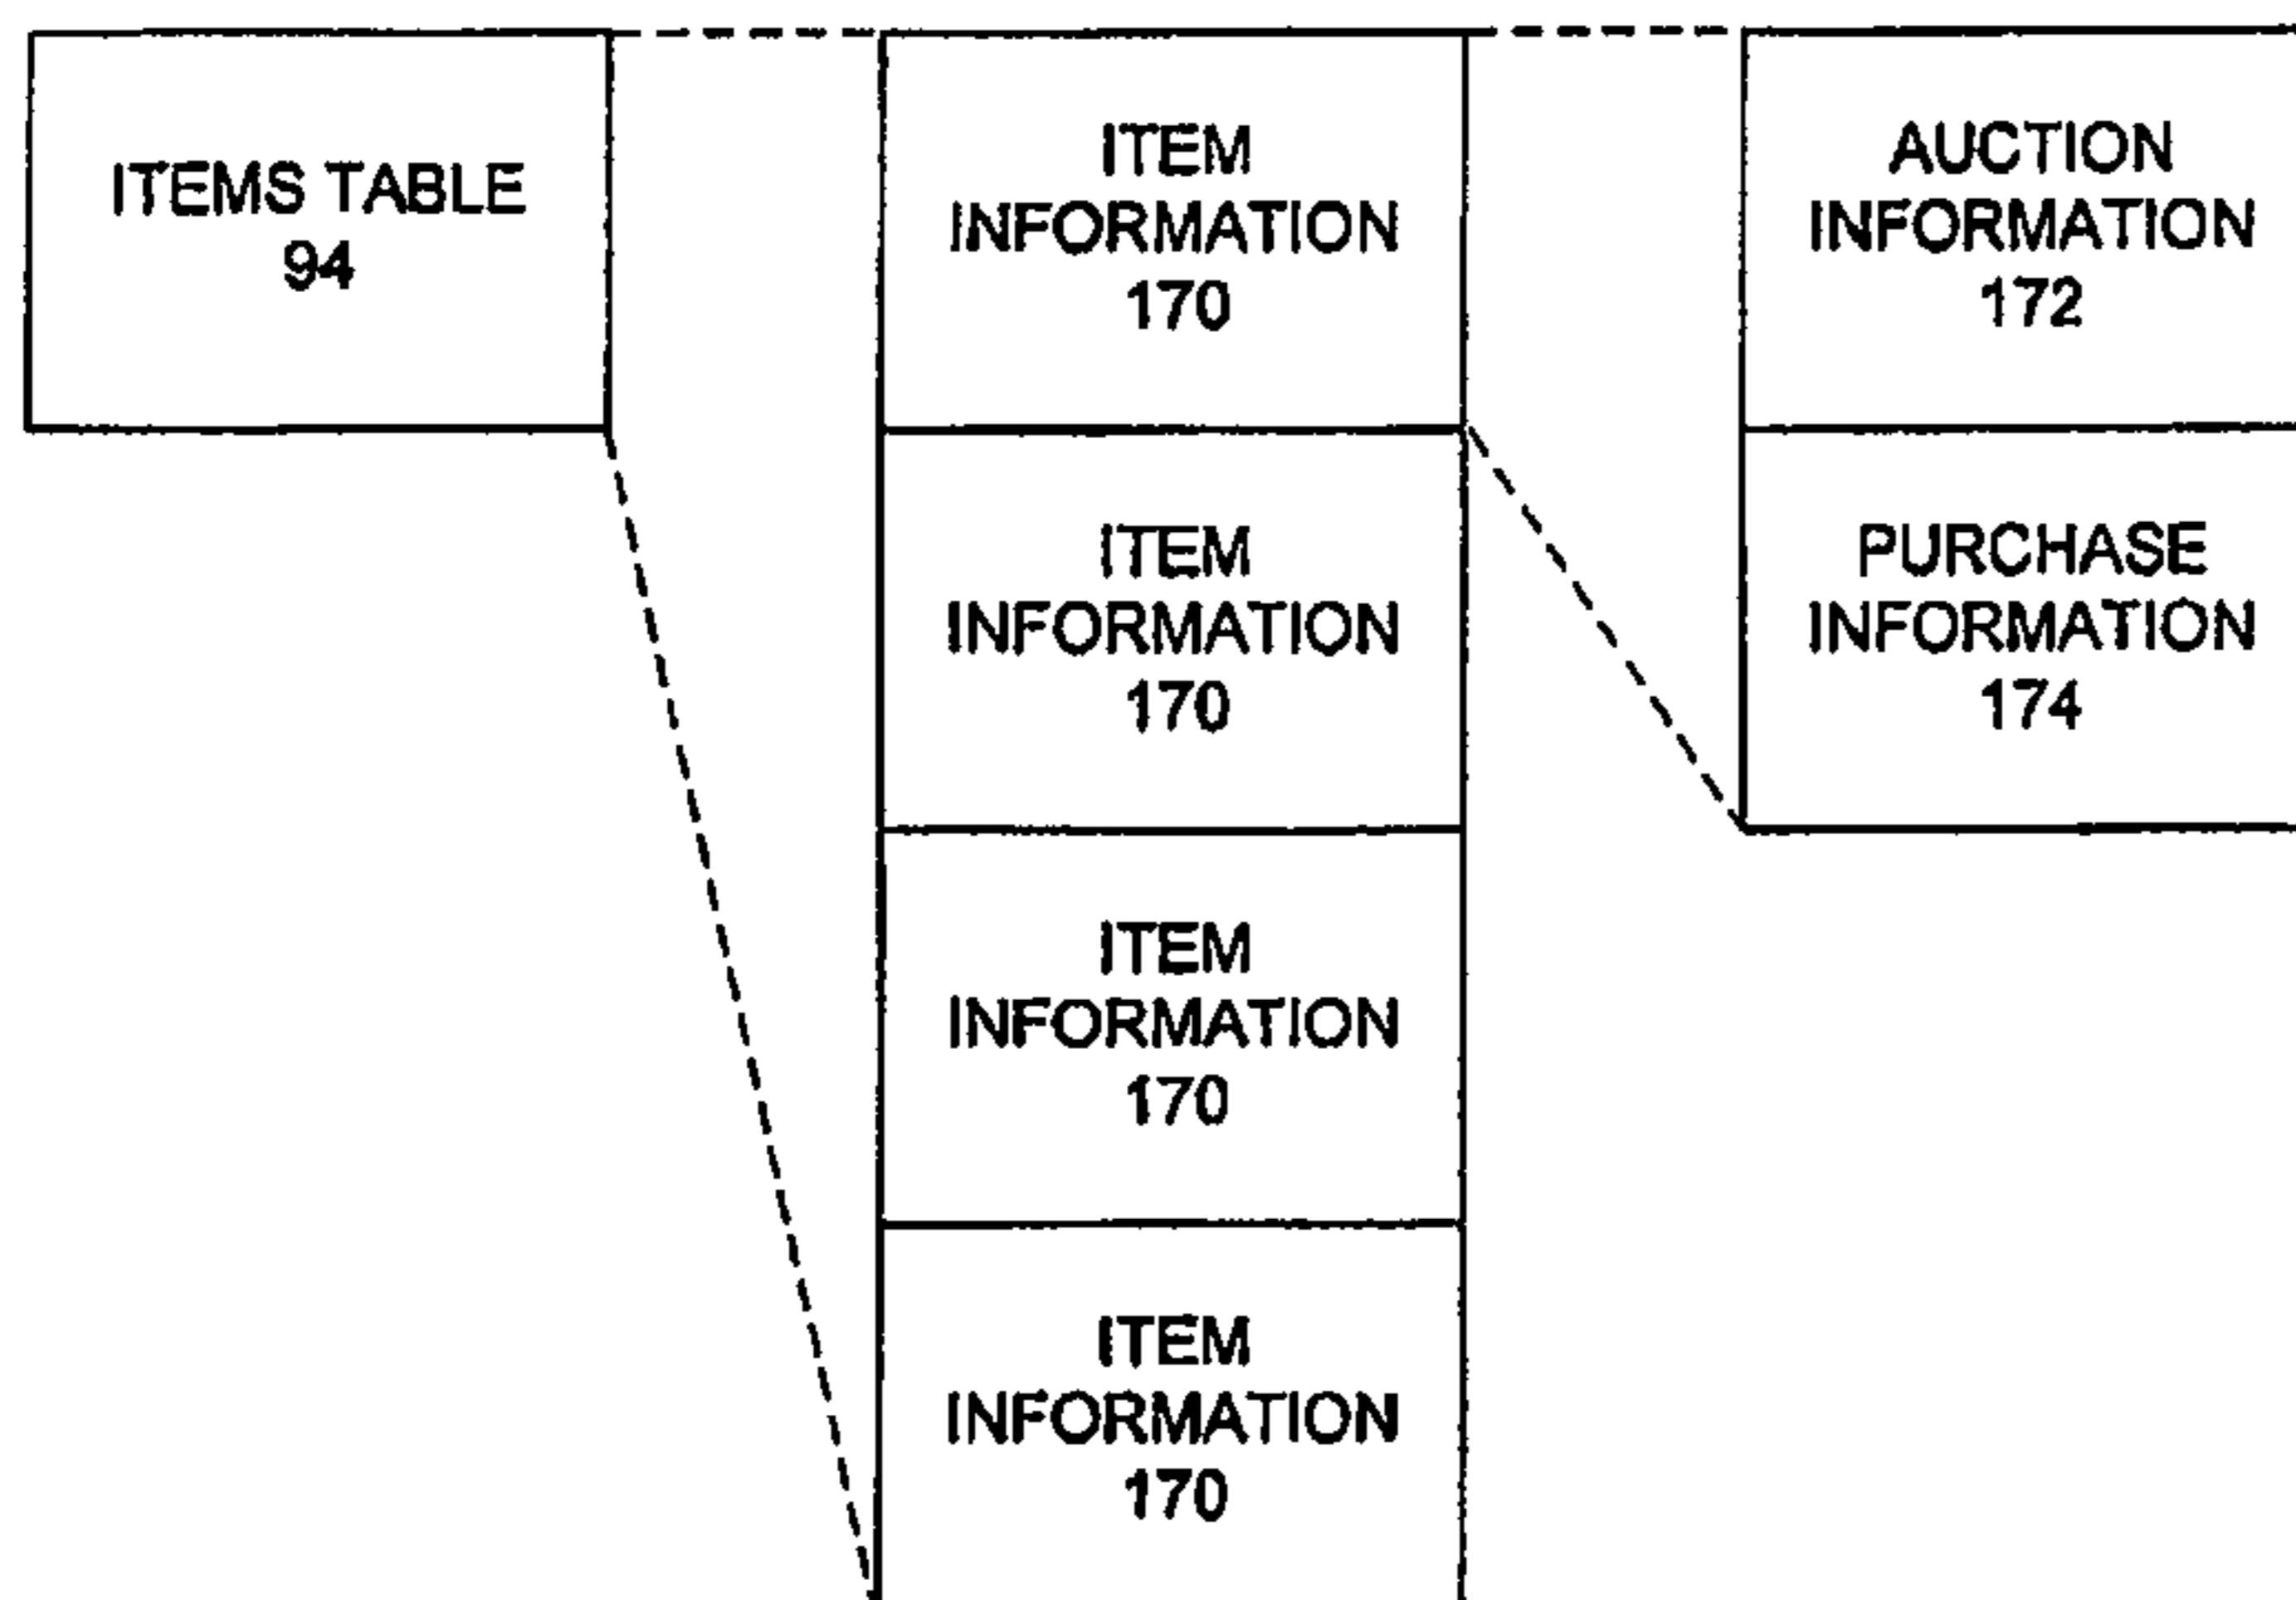 ITEMS TABLE
94
ITEM
INFORMATION
170
ITEM
INFORMATION
170
ITEM
INFORMATION
170
ITEM
INFORMATION
170
AUCTION
INFORMATION
172
PURCHASE
INFORMATION
174